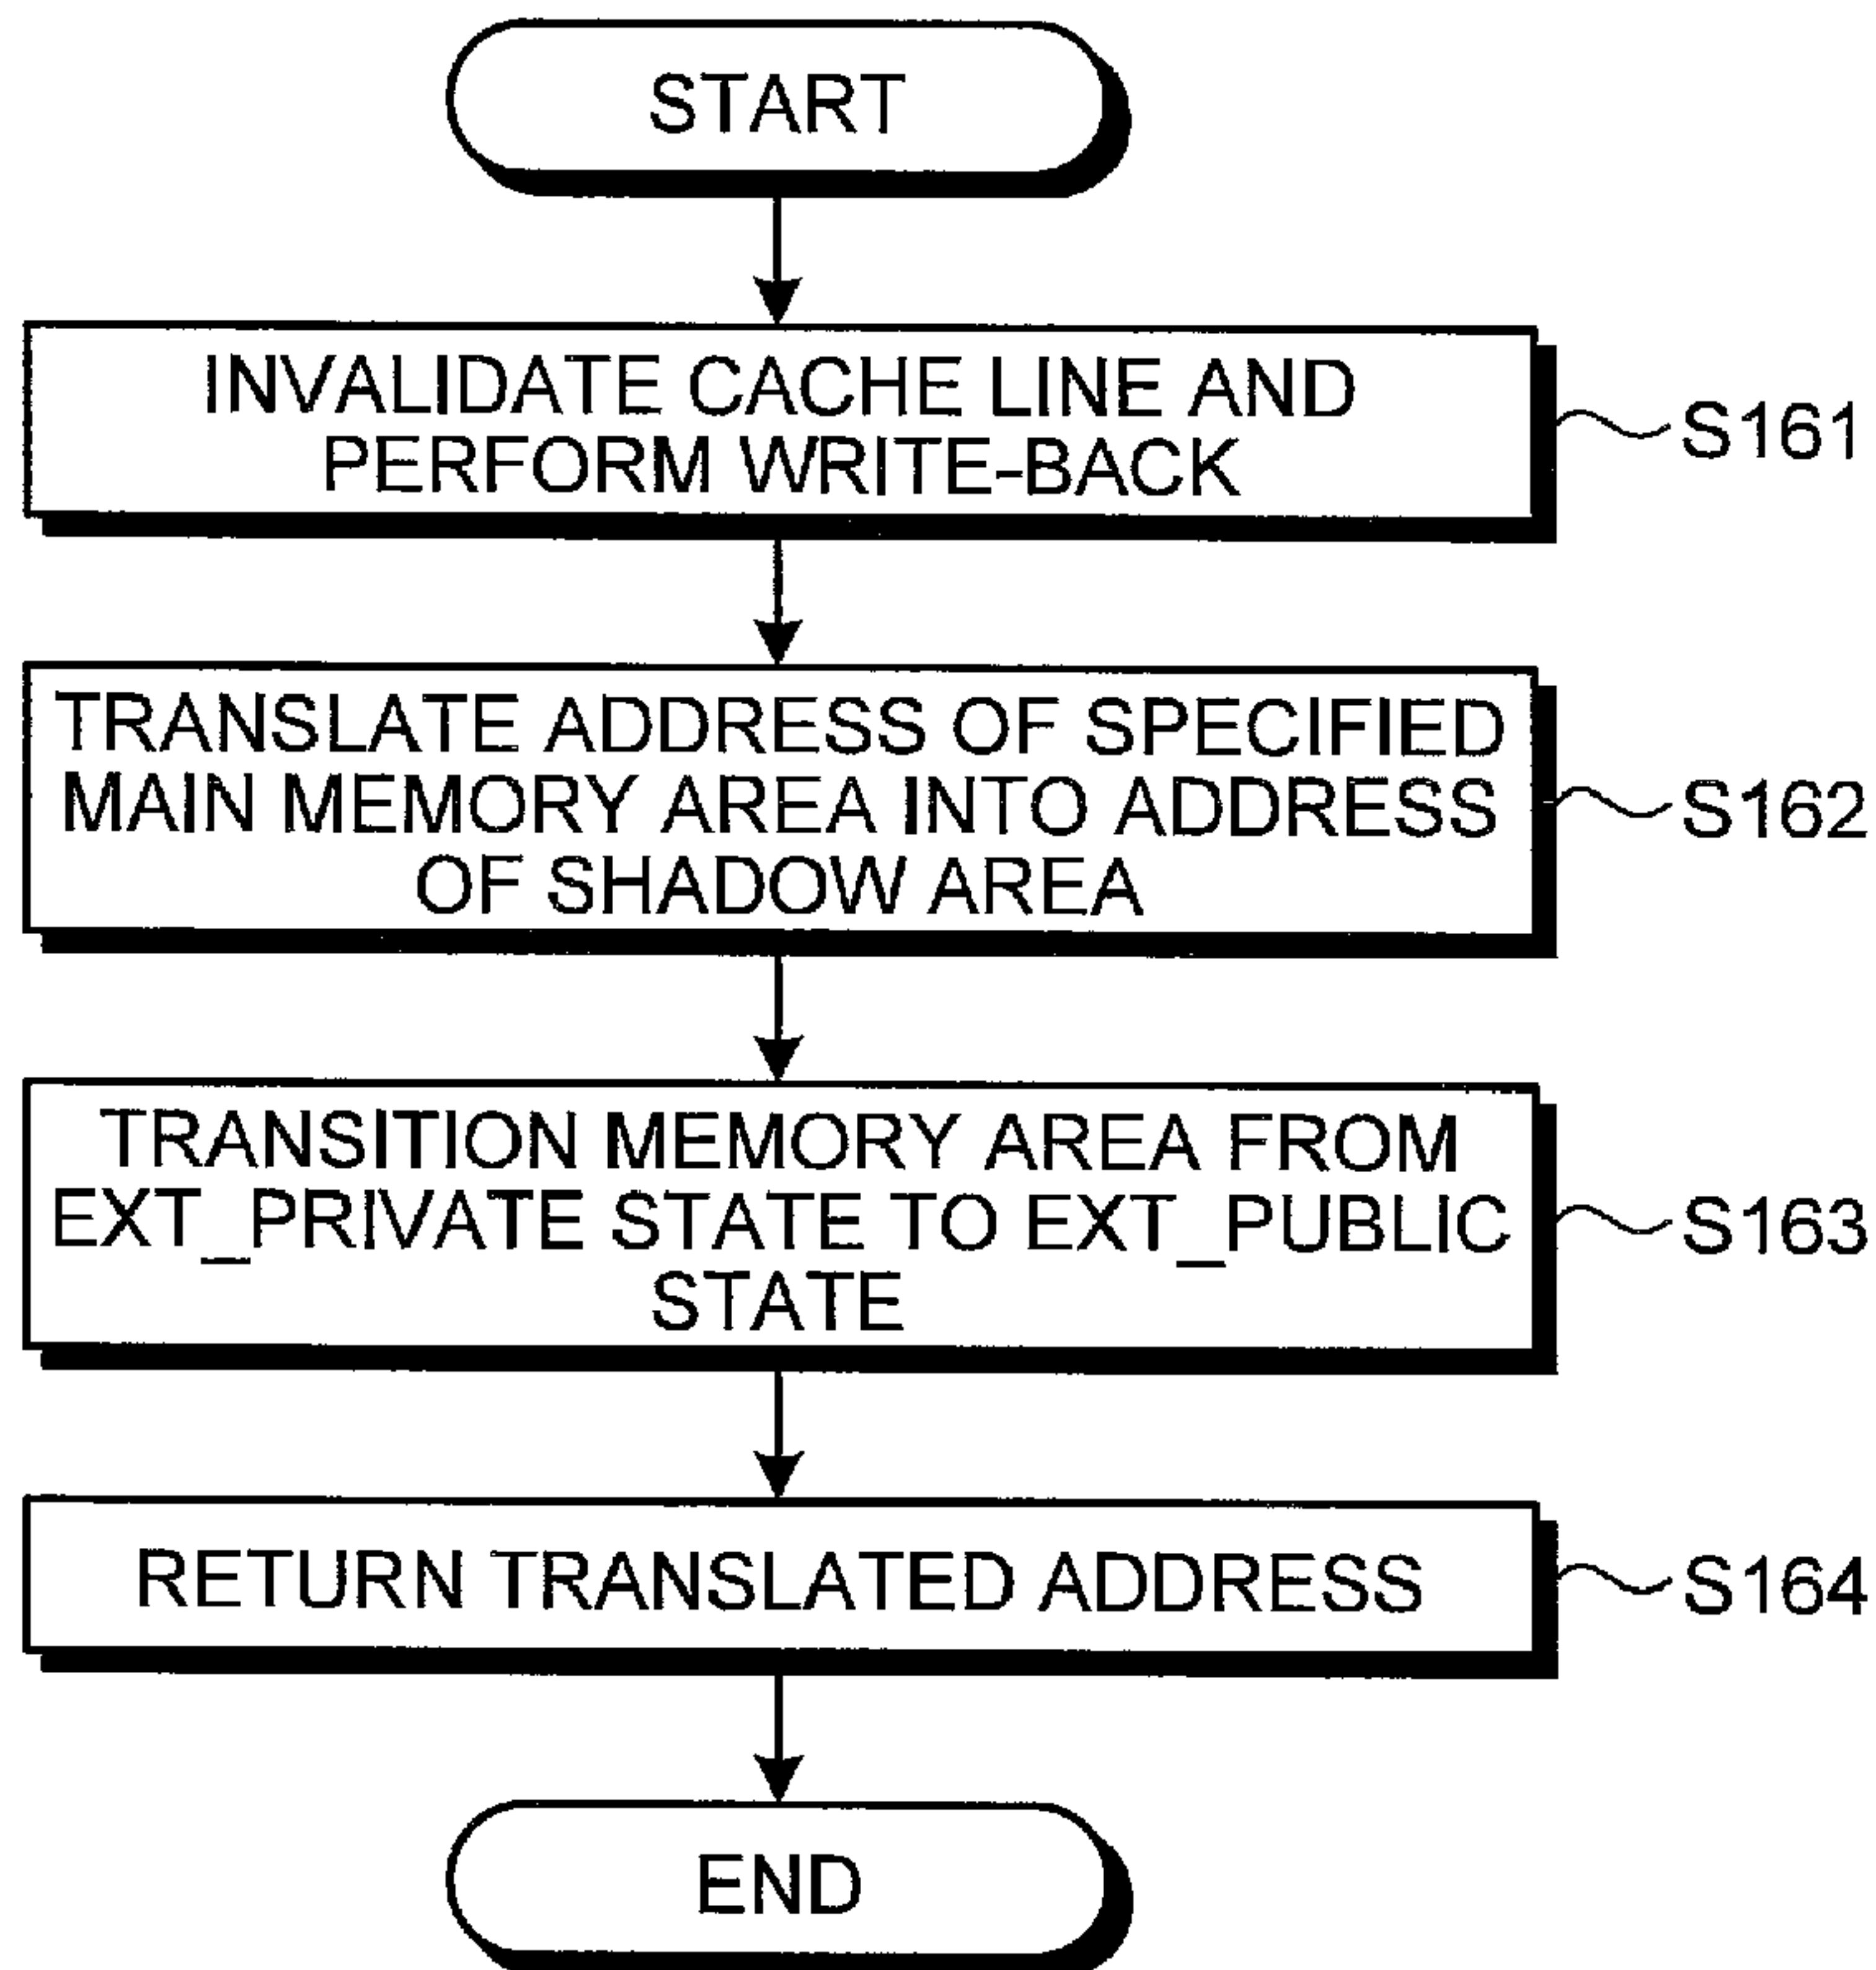 START
INVALIDATE CACHE LINE AND
PERFORM WRITE-BACK
S161
TRANSLATE ADDRESS OF SPECIFIED
MAIN MEMORY AREA INTO ADDRESS
OF SHADOW AREA
S162
TRANSITION MEMORY AREA FROM
EXT_PRIVATE STATE TO EXT_PUBLIC
STATE
S163
RETURN TRANSLATED ADDRESS
S164
END